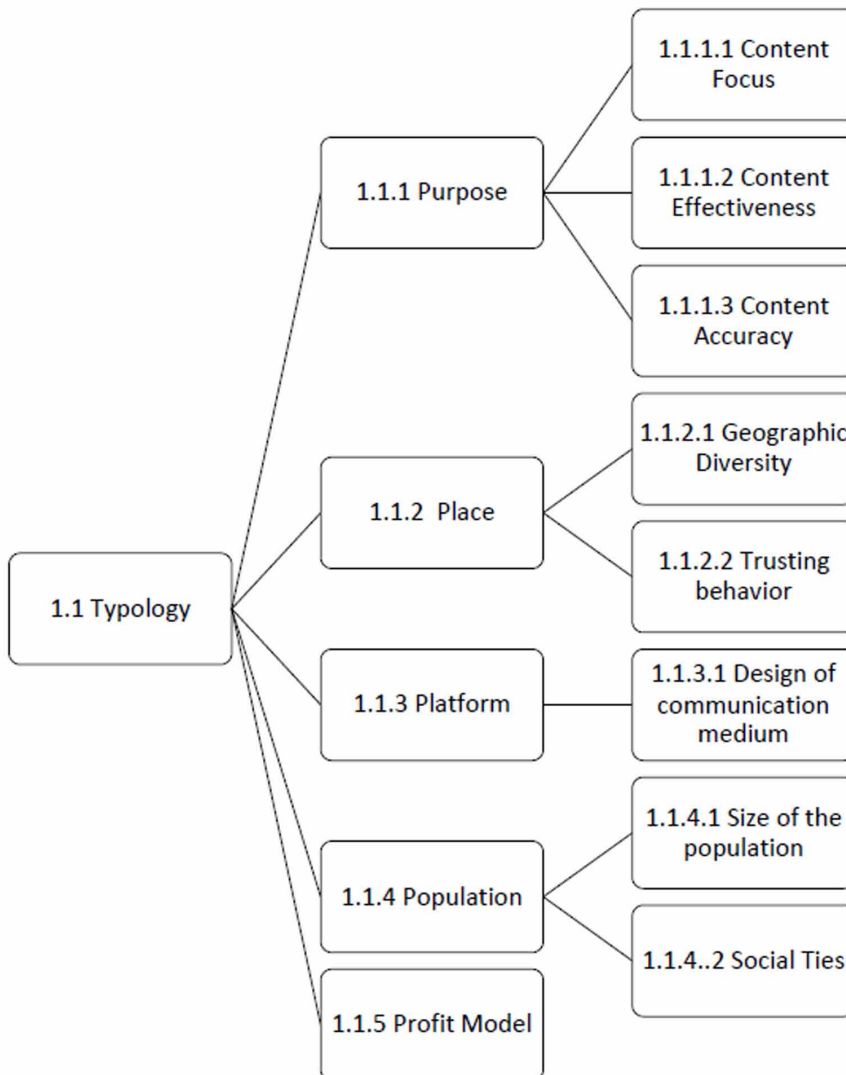 1.1 Typology
1.1.1 Purpose
1.1.1.1 Content
Focus
1.1.1.2 Content
Effectiveness
1.1.1.3 Content
Accuracy
1.1.2 Place
1.1.2.1 Geographic
Diversity
1.1.2.2 Trusting
behavior
1.1.3 Platform
1.1.3.1 Design of
communication
medium
1.1.4 Population
1.1.4.1 Size of the
population
1.1.4..2 Social Ties
1.1.5 Profit Model